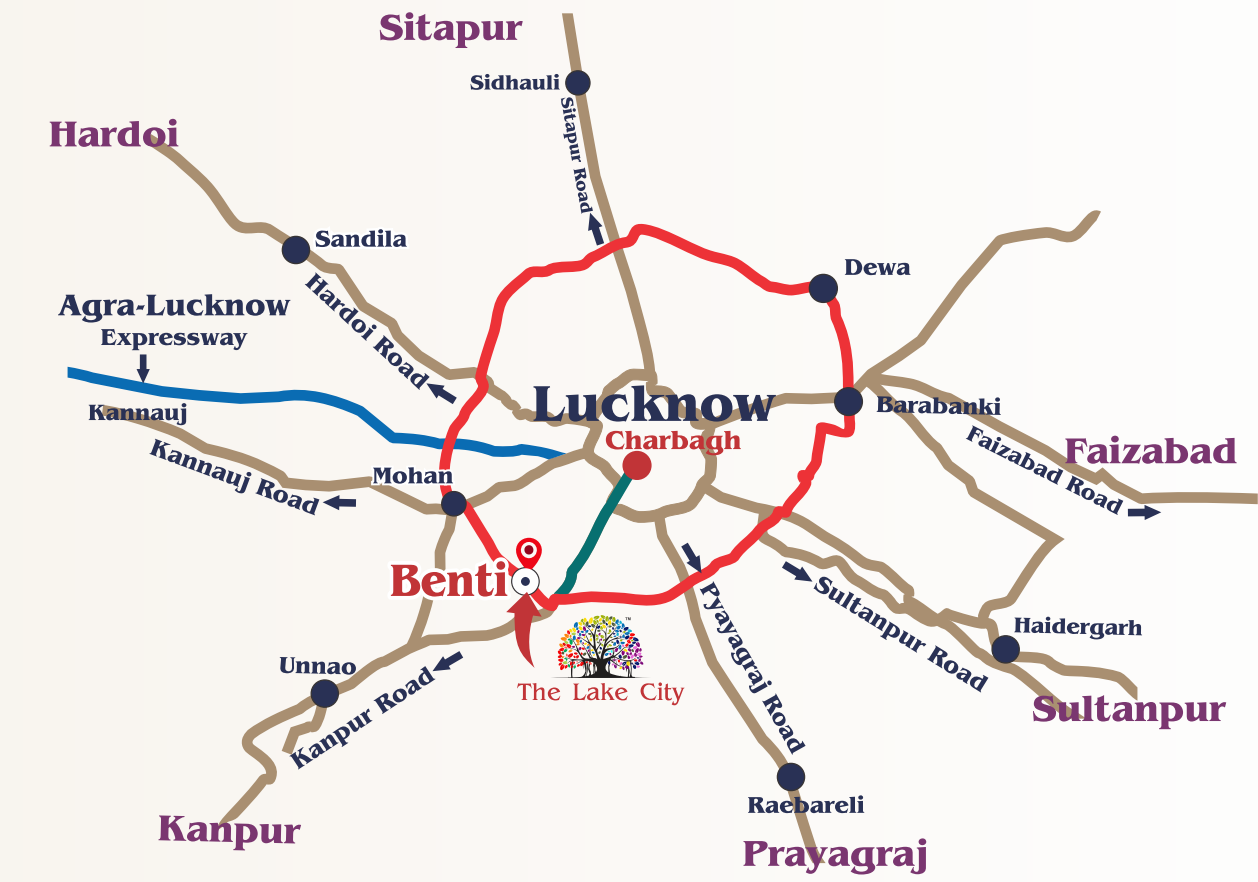 Sitapur
Sidhauli
Sitapur Road
Hardoi
Sandila
Hardoi Road
Dewa
Agra-Lucknow
Expressway
Kannauj
Kannauj Road
Lucknow
Charbagh
Barabanki
Faizabad
Faizabad Road
Mohan
Benti
Pyayagraj Road
Sultanpur Road
Haidergarh
Sultanpur
TM
The Lake City
Unnao
Kanpur Road
Kanpur
Raebareli
Prayagraj